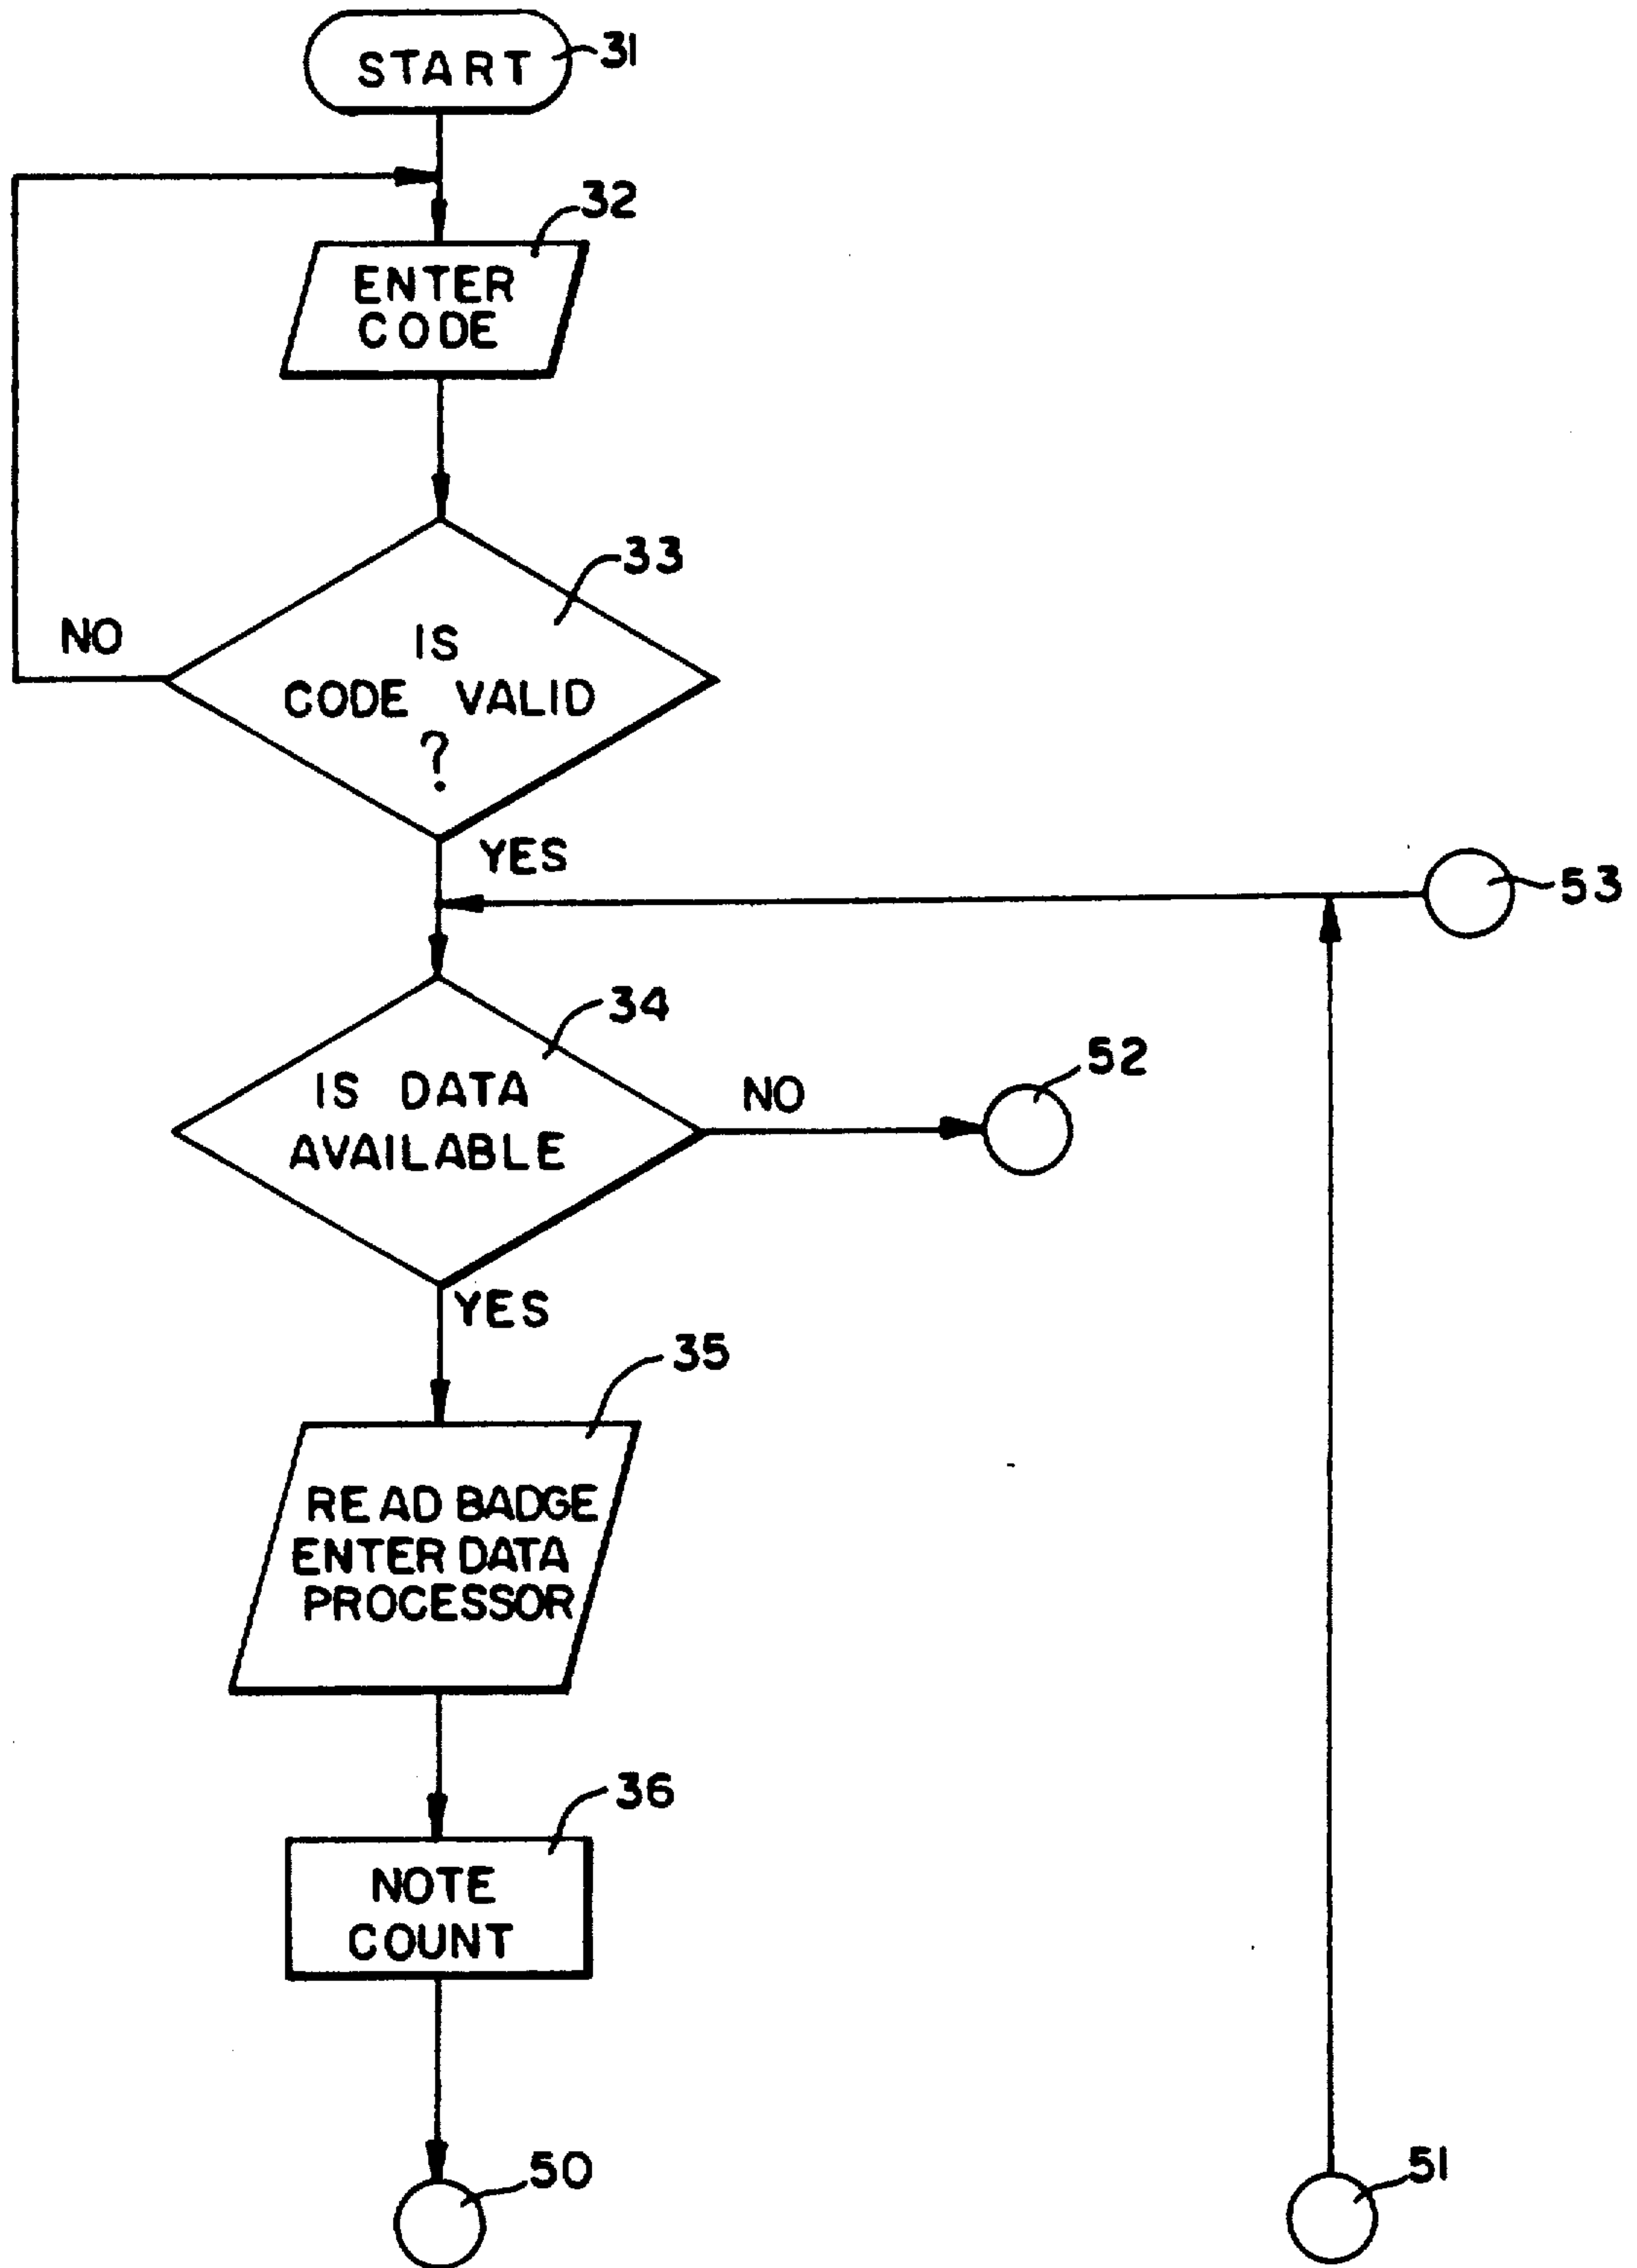 START
31
32
ENTER
CODE
33
IS
CODE VALID
?
NO
YES
53
34
IS DATA
AVAILABLE
NO
52
YES
35
READ BADGE
ENTER DATA
PROCESSOR
36
NOTE
COUNT
50
51